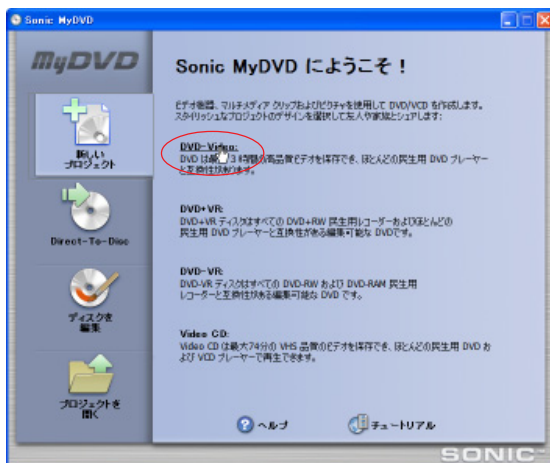 Sonic MyDVD
MyDVD
Sonic MyDVD にようこそ！
ビデオ機器、マルチメディア クリップおよびピクチャを使用して DVD/VCD を作成します。
スタイリッシュなプロジェクトのデザインを選択して友人や家族とシェアします:
新しい
プロジェクト
DVD-Video:
DVD は 3 時間の高品質ビデオを保存でき、ほとんどの民生用 DVD プレーヤー
と互換性があります。
Direct-To-Disc
DVD+VR:
DVD+VR ディスクはすべての DVD+RW 民生用レコーダーおよびほとんどの
民生用 DVD プレーヤーと互換性がある編集可能な DVDです。
DVD-VR:
DVD-VR ディスクはすべての DVD-RW および DVD-RAM 民生用
レコーダーと互換性がある編集可能な DVD です。
ディスクを
編集
Video CD:
Video CD は最大74分の VHS 品質のビデオを保存でき、ほとんどの民生用 DVD お
よび VCD プレーヤーで再生できます。
プロジェクトを
開く
ヘルプ
チュートリアル
SONIC